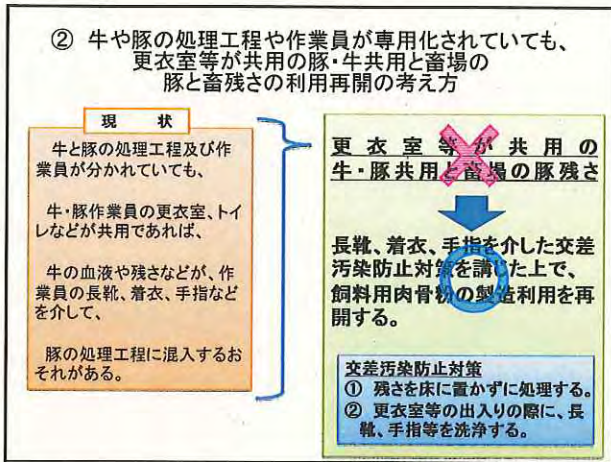 ② 牛や豚の処理工程や作業員が専用化されていても、
更衣室等が共用の豚・牛共用と畜場の
豚と畜残さの利用再開の考え方
現 状
牛と豚の処理工程及び作
業員が分かれていても、
牛・豚作業員の更衣室、トイ
レなどが共用であれば、
牛の血液や残さなどが、作
業員の長靴、着衣、手指など
を介して、
豚の処理工程に混入するお
それがある。
更衣室等が共用の
牛・豚共用と畜場の豚残さ
長靴、着衣、手指を介した交差
汚染防止対策を講じた上で、
飼料用肉骨粉の製造利用を再
開する。
交差汚染防止対策
① 残さを床に置かずに処理する。
② 更衣室等の出入りの際に、長
靴、手指等を洗浄する。